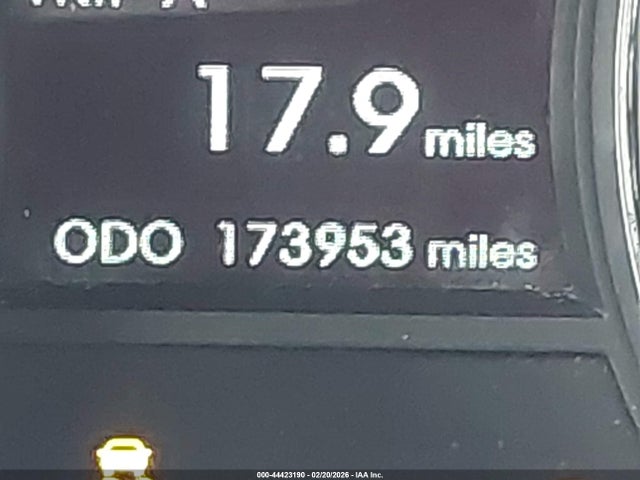 17.9 miles
ODO 173953 miles
000-44423190 - 02/20/2026 - IAA Inc.